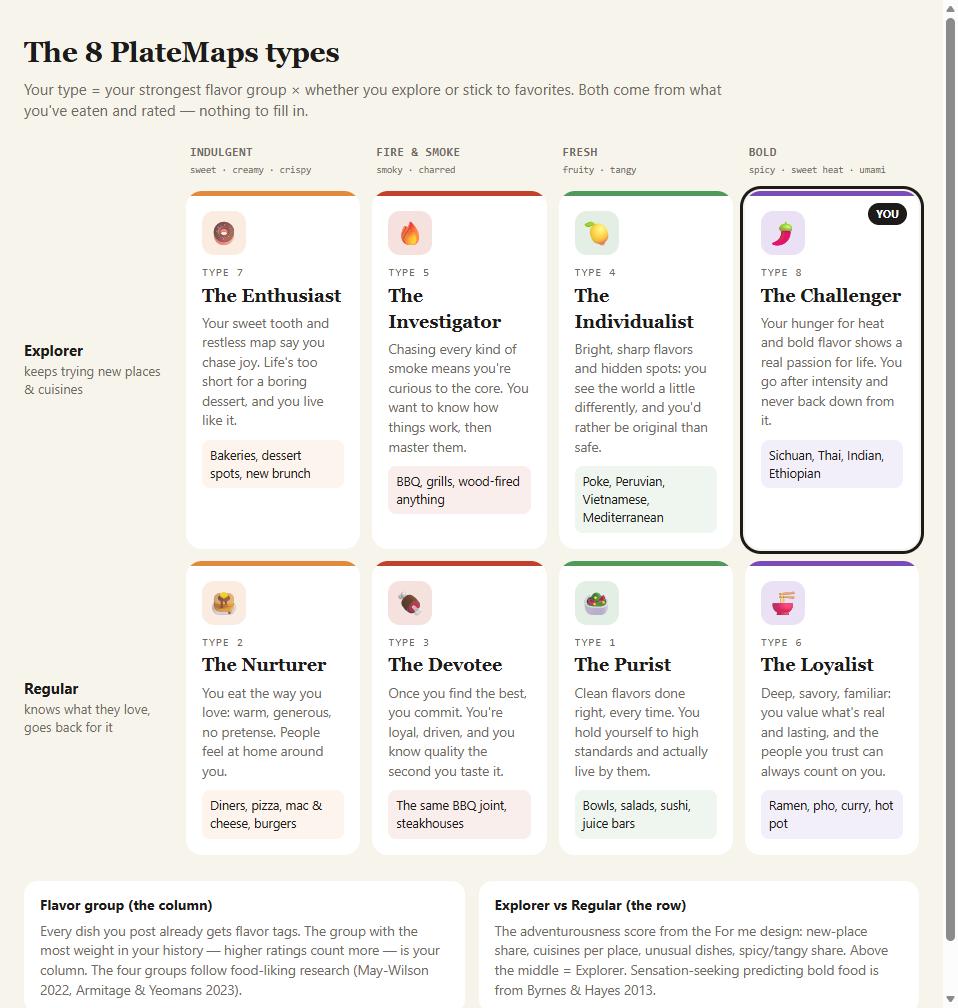 The 8 PlateMaps types
Your type = your strongest flavor group × whether you explore or stick to favorites. Both come from what
you've eaten and rated — nothing to fill in.
INDULGENT
sweet · creamy · crispy
FIRE & SMOKE
smoky · charred
FRESH
fruity · tangy
BOLD
spicy · sweet heat · umami
Explorer
keeps trying new places
& cuisines
TYPE 7
The Enthusiast
Your sweet tooth and
restless map say you
chase joy. Life's too
short for a boring
dessert, and you live
like it.
Bakeries, dessert
spots, new brunch
TYPE 5
The
Investigator
Chasing every kind of
smoke means you're
curious to the core. You
want to know how
things work, then
master them.
BBQ, grills, wood-fired
anything
TYPE 4
The
Individualist
Bright, sharp flavors
and hidden spots: you
see the world a little
differently, and you'd
rather be original than
safe.
Poke, Peruvian,
Vietnamese,
Mediterranean
YOU
TYPE 8
The Challenger
Your hunger for heat
and bold flavor shows a
real passion for life. You
go after intensity and
never back down from
it.
Sichuan, Thai, Indian,
Ethiopian
Regular
knows what they love,
goes back for it
TYPE 2
The Nurturer
You eat the way you
love: warm, generous,
no pretense. People
feel at home around
you.
Diners, pizza, mac &
cheese, burgers
TYPE 3
The Devotee
Once you find the best,
you commit. You're
loyal, driven, and you
know quality the
second you taste it.
The same BBQ joint,
steakhouses
TYPE 1
The Purist
Clean flavors done
right, every time. You
hold yourself to high
standards and actually
live by them.
Bowls, salads, sushi,
juice bars
TYPE 6
The Loyalist
Deep, savory, familiar:
you value what's real
and lasting, and the
people you trust can
always count on you.
Ramen, pho, curry, hot
pot
Flavor group (the column)
Every dish you post already gets flavor tags. The group with the
most weight in your history — higher ratings count more — is your
column. The four groups follow food-liking research (May-Wilson
2022, Armitage & Yeomans 2023).
Explorer vs Regular (the row)
The adventurousness score from the For me design: new-place
share, cuisines per place, unusual dishes, spicy/tangy share. Above
the middle = Explorer. Sensation-seeking predicting bold food is
from Byrnes & Hayes 2013.